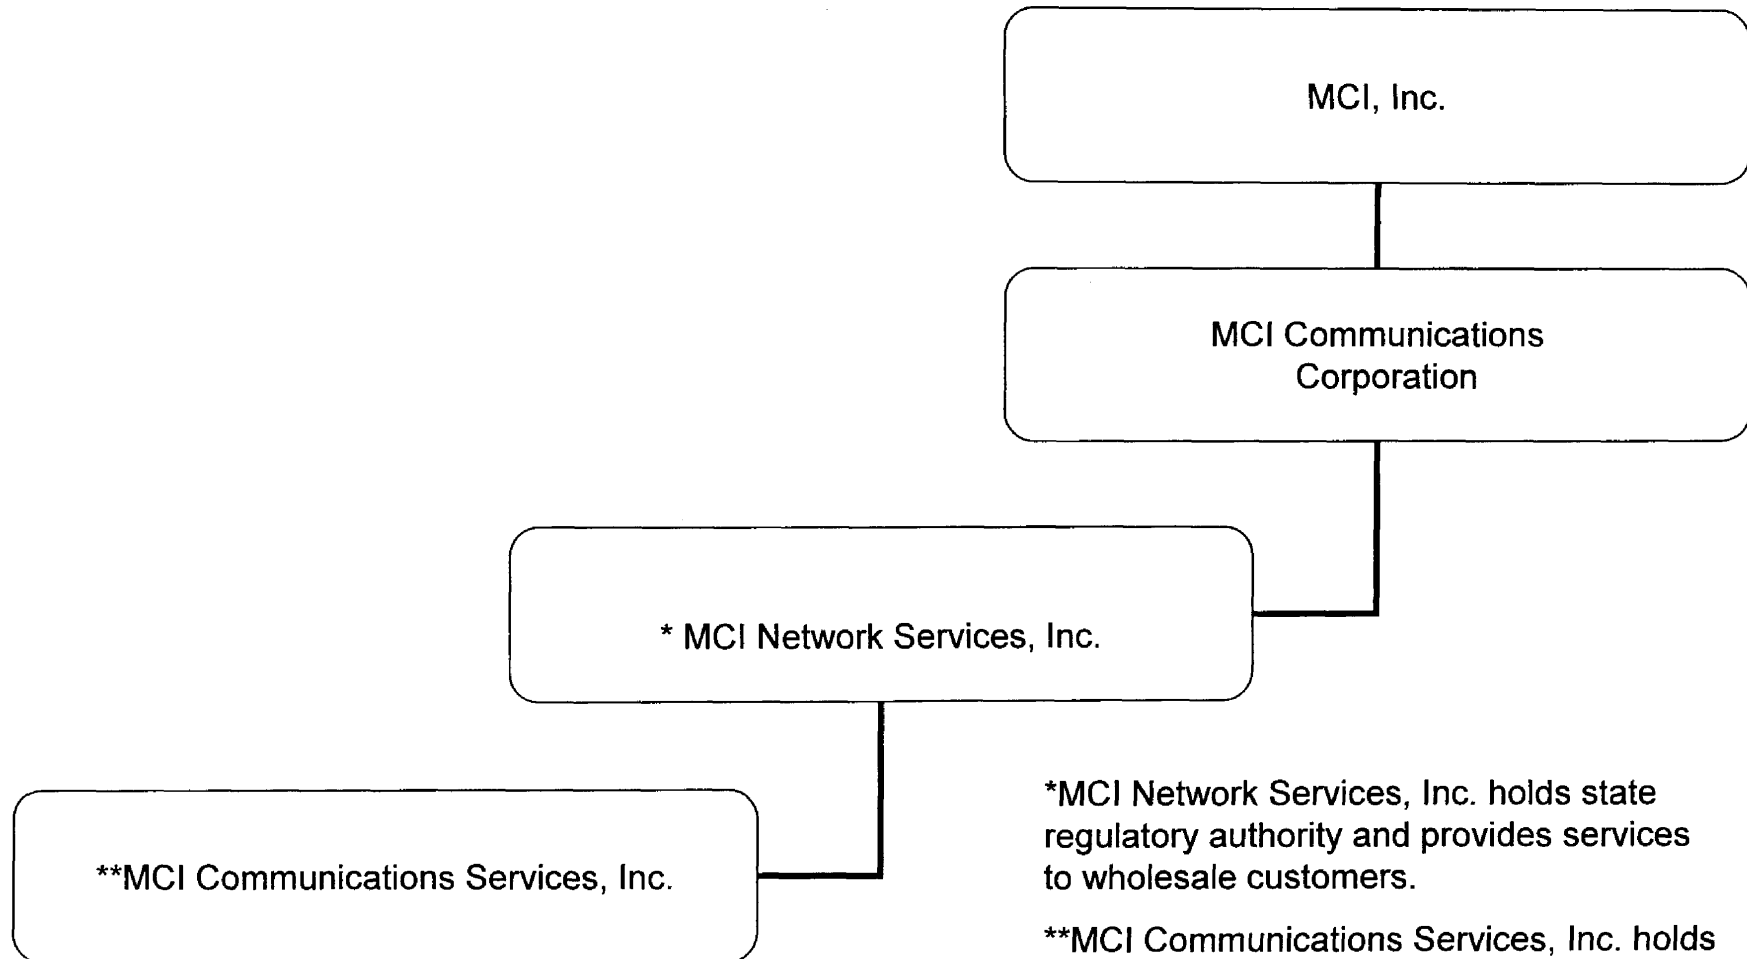 MCI, Inc.
MCI Communications
Corporation
* MCI Network Services, Inc.
**MCI Communications Services, Inc.
*MCI Network Services, Inc. holds state
regulatory authority and provides services
to wholesale customers.
**MCI Communications Services, Inc. holds